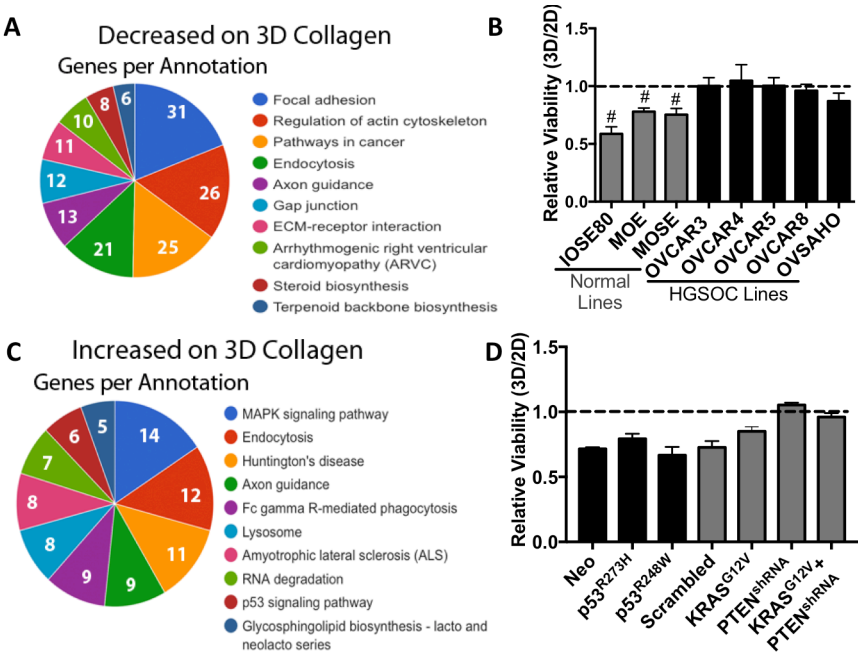 A
Decreased on 3D Collagen
Genes per Annotation
31
26
25
21
13
12
11
10
8
6
Focal adhesion
Regulation of actin cytoskeleton
Pathways in cancer
Endocytosis
Axon guidance
Gap junction
ECM-receptor interaction
Arrhythmogenic right ventricular
cardiomyopathy (ARVC)
Steroid biosynthesis
Terpenoid backbone biosynthesis
B
Relative Viability (3D/2D)
1.5
1.0
0.5
0.0
#
#
#
IOSE80
MOE
MOSE
OVCAR3
OVCAR4
OVCAR5
OVCAR8
OVSAHO
Normal
Lines
HGSOC Lines
C
Increased on 3D Collagen
Genes per Annotation
14
12
11
9
9
8
8
7
6
5
MAPK signaling pathway
Endocytosis
Huntington's disease
Axon guidance
Fc gamma R-mediated phagocytosis
Lysosome
Amyotrophic lateral sclerosis (ALS)
RNA degradation
p53 signaling pathway
Glycosphingolipid biosynthesis - lacto and
neolacto series
D
Relative Viability (3D/2D)
1.5
1.0
0.5
0.0
Neo
p53R273H
p53R248W
Scrambled
KRASG12V
PTENshRNA
KRASG12V+
PTENshRNA